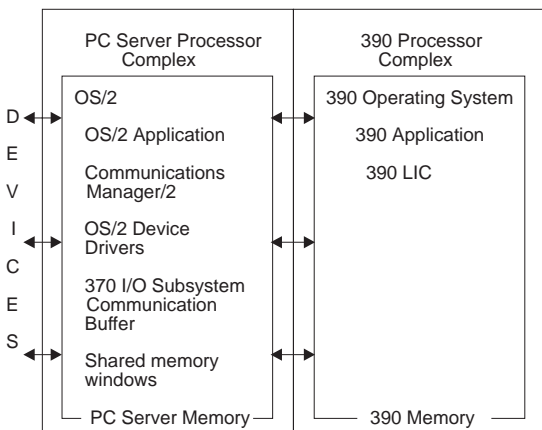 PC Server Processor
Complex
OS/2
OS/2 Application
Communications
Manager/2
OS/2 Device
Drivers
370 I/O Subsystem
Communication
Buffer
Shared memory
windows
PC Server Memory
390 Processor
Complex
390 Operating System
390 Application
390 LIC
390 Memory
D
E
V
I
C
E
S